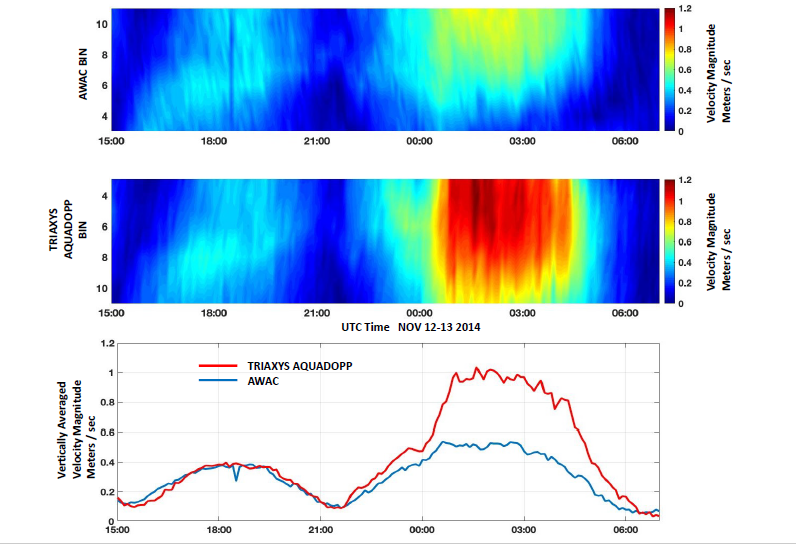 10
8
6
4
AWAC BIN
15:00 18:00 21:00 00:00 03:00 06:00
1.2
1
0.8
0.6
0.4
0.2
0
Velocity Magnitude
Meters / sec
4
6
8
10
TRIAXYS
AQUADOPP
BIN
15:00 18:00 21:00 00:00 03:00 06:00
1.2
1
0.8
0.6
0.4
0.2
0
Velocity Magnitude
Meters / sec
UTC Time NOV 12-13 2014
1.2
1
0.8
0.6
0.4
0.2
0
Vertically Averaged
Velocity Magnitude
Meters / sec
TRIAXYS AQUADOPP
AWAC
15:00 18:00 21:00 00:00 03:00 06:00